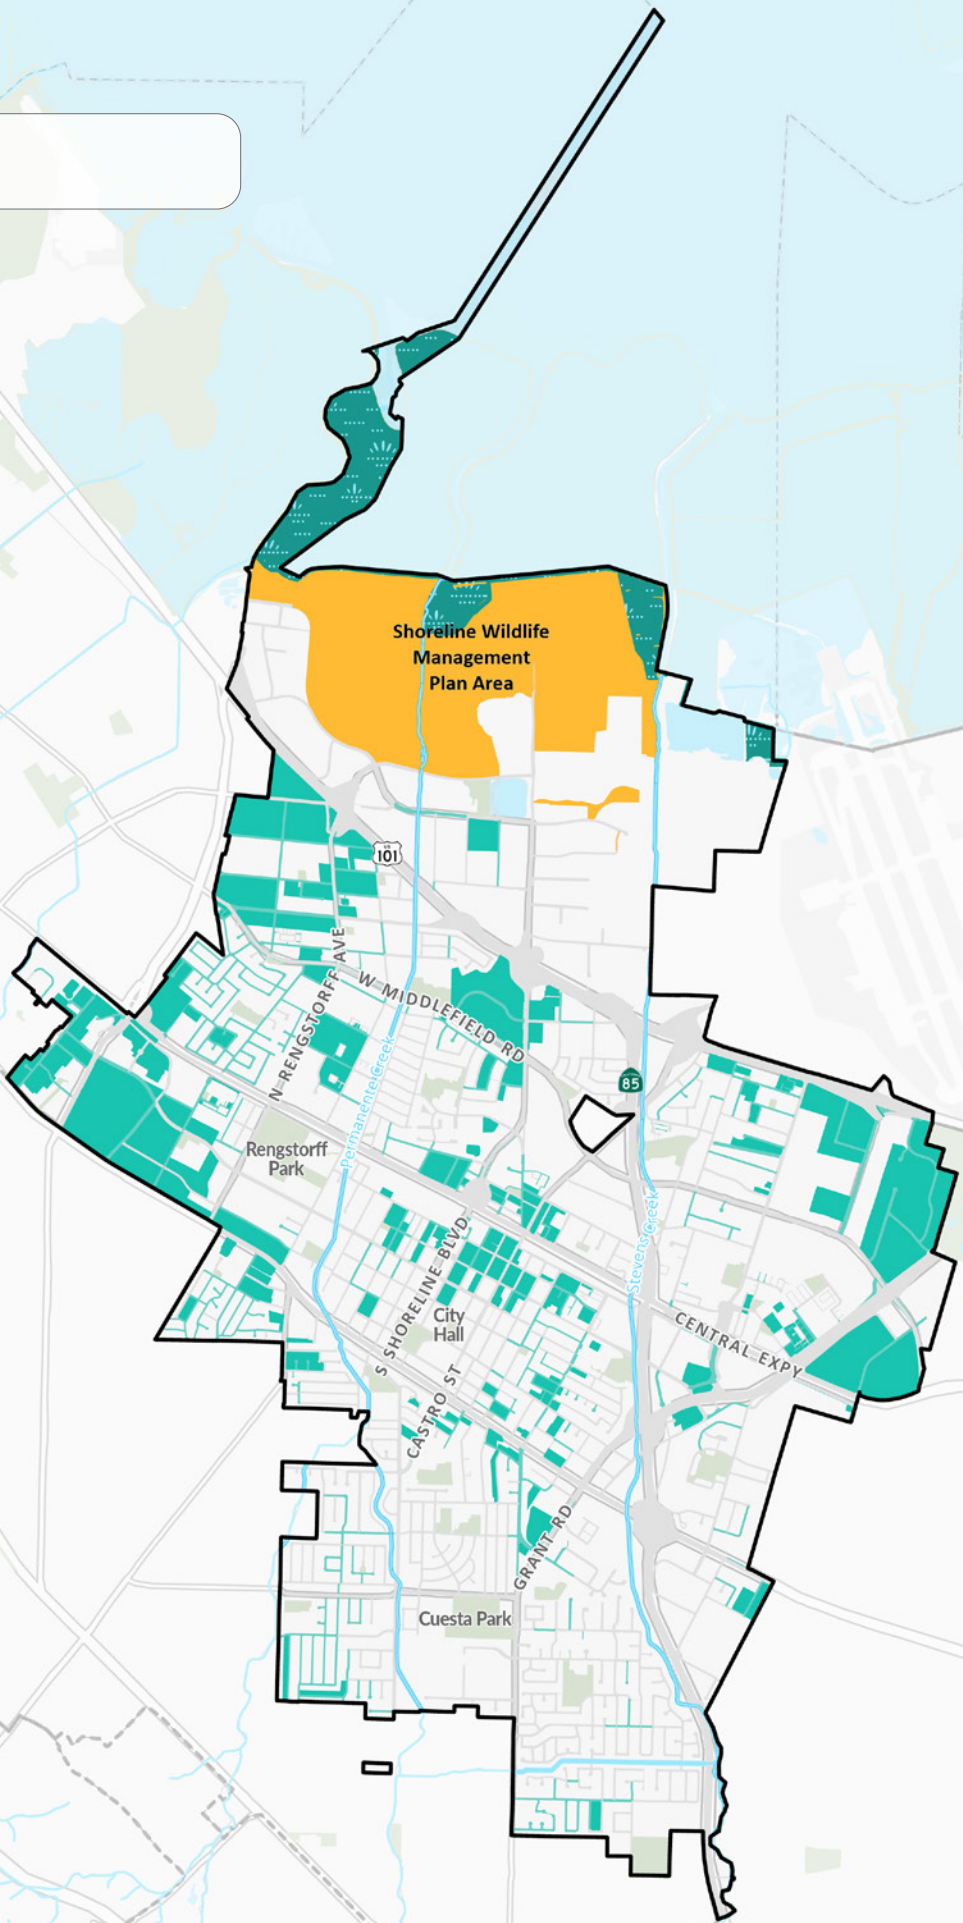 Shoreline Wildlife
Management
Plan Area
US
101
N RENGSTORFF AVE
W MIDDLEFIELD RD
Permanente Creek
85
Rengstorff
Park
Stevens Creek
S SHORELINE BLVD
City
Hall
CENTRAL EXPY
CASTRO ST
GRANT RD
Cuesta Park